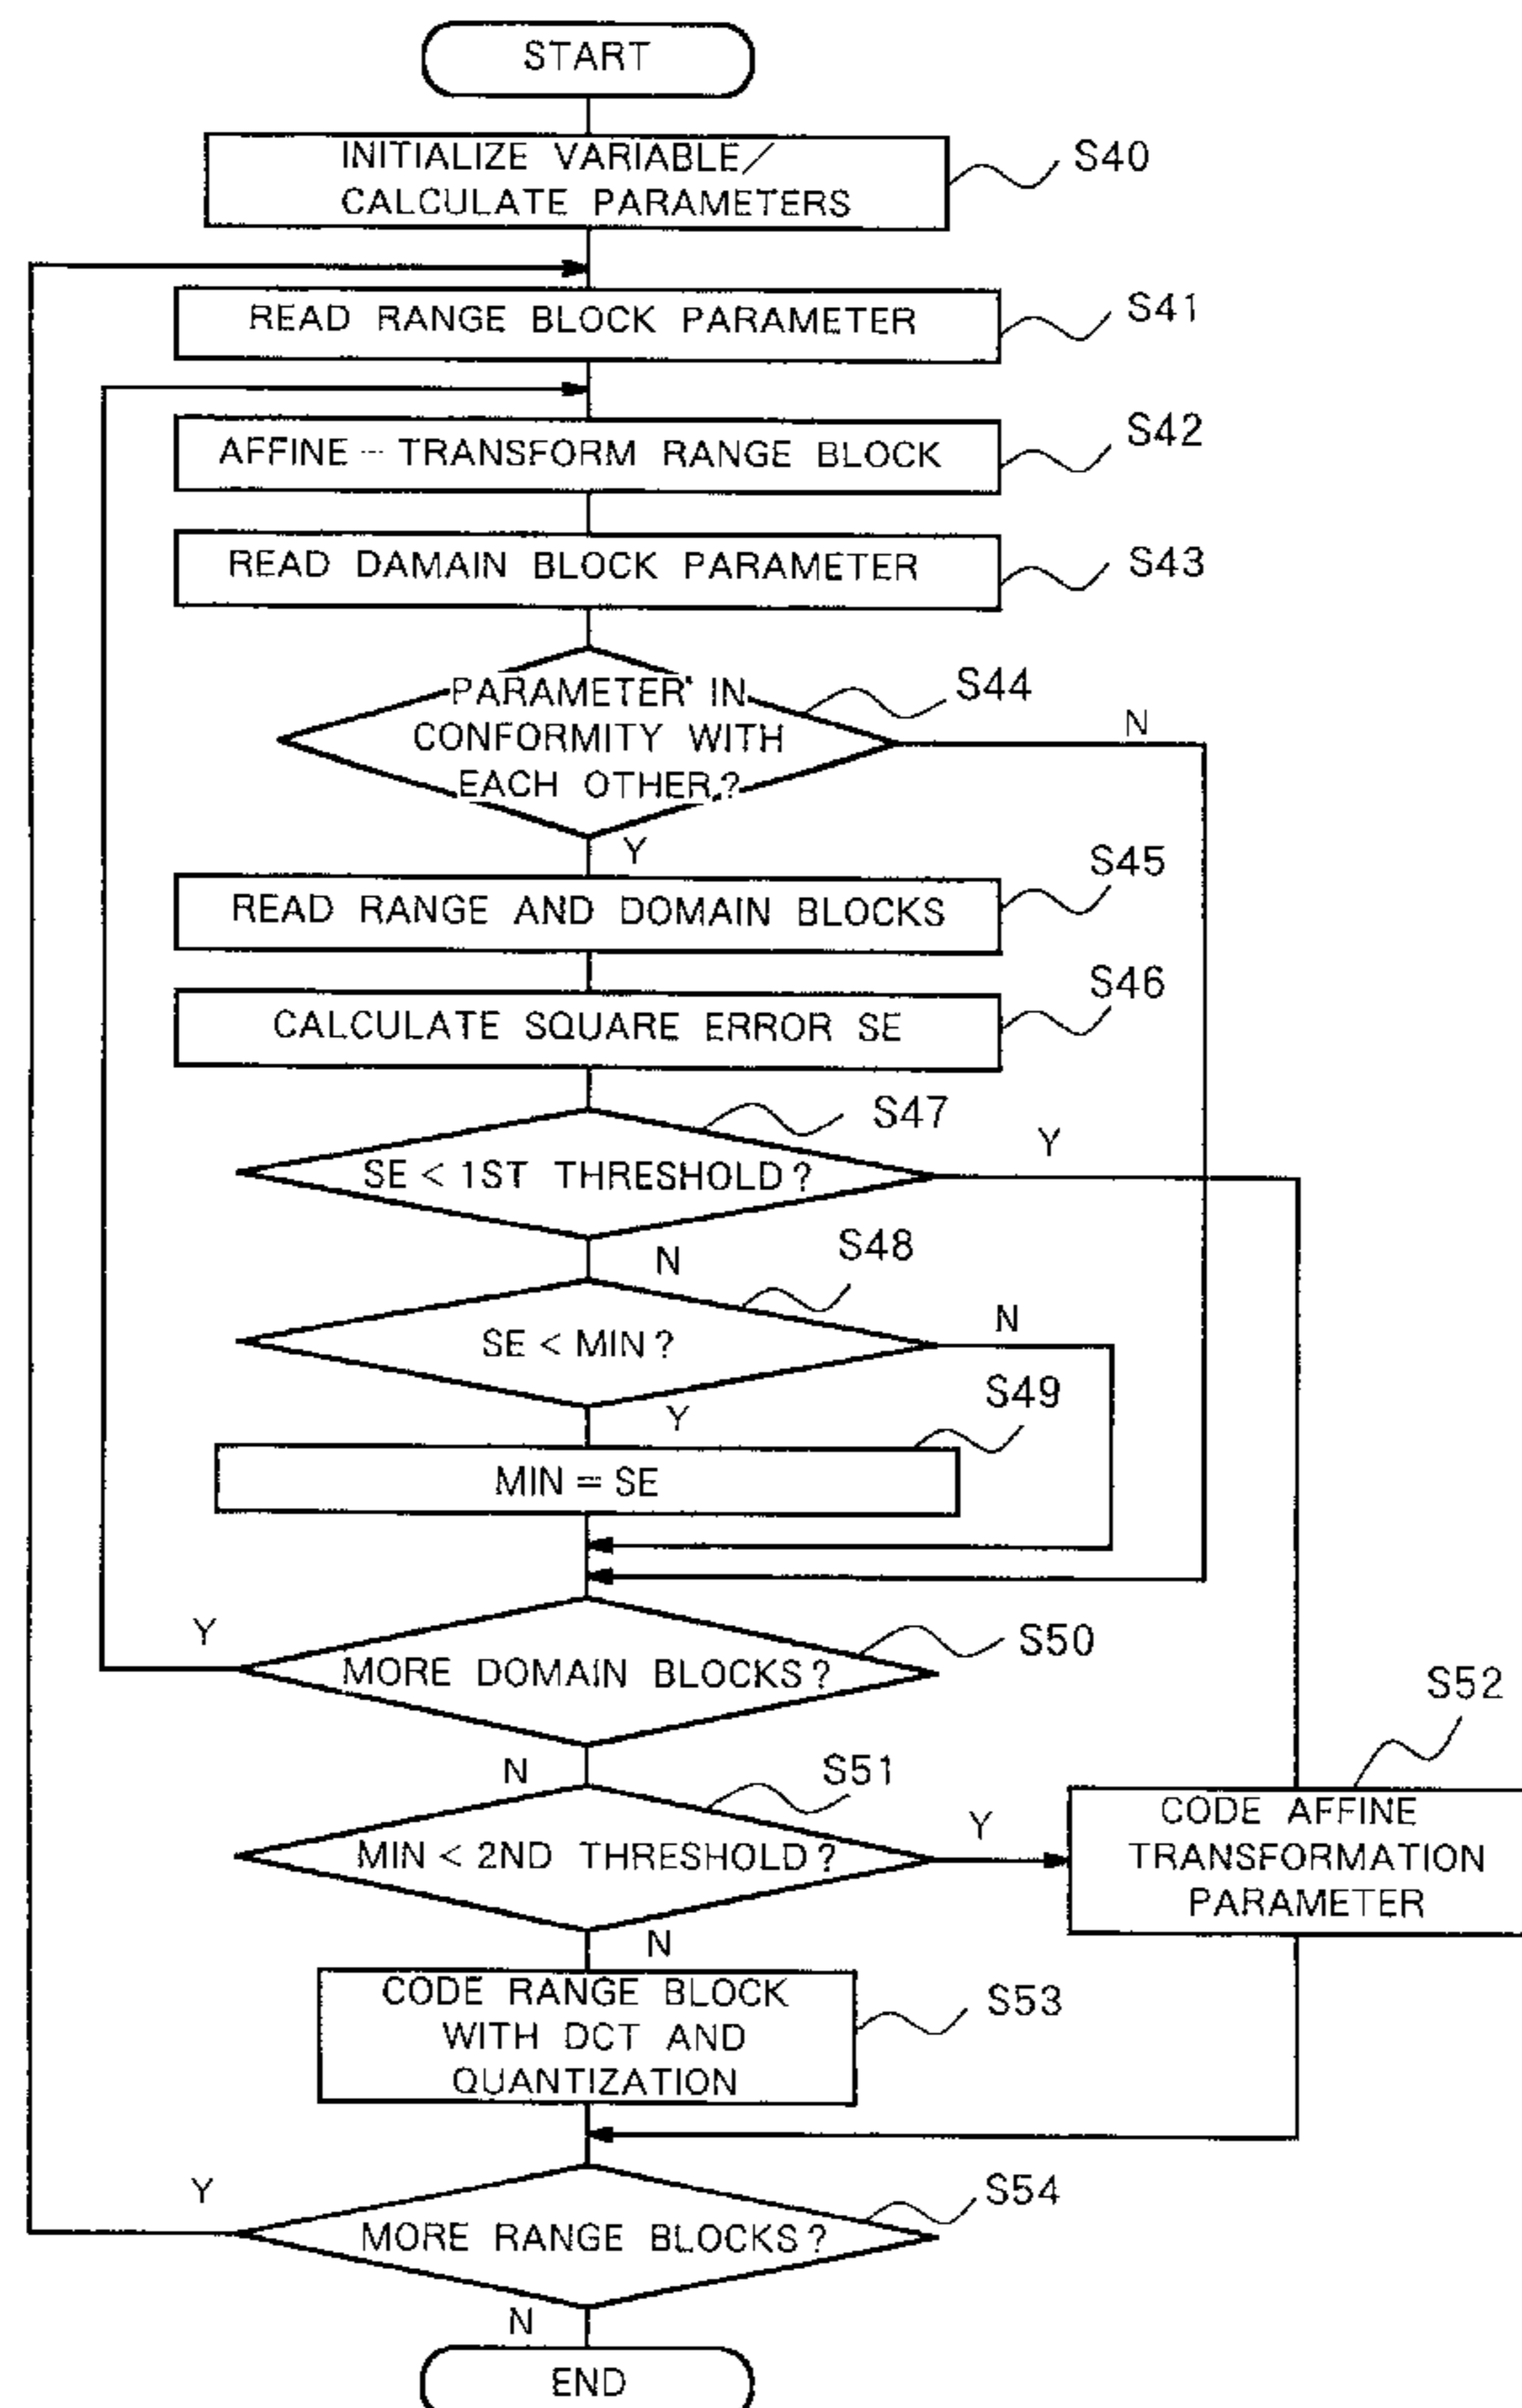 START
INITIALIZE VARIABLE/
CALCULATE PARAMETERS
S40
READ RANGE BLOCK PARAMETER
S41
AFFINE-TRANSFORM RANGE BLOCK
S42
READ DAMAIN BLOCK PARAMETER
S43
PARAMETER IN
CONFORMITY WITH
EACH OTHER?
S44
N
Y
READ RANGE AND DOMAIN BLOCKS
S45
CALCULATE SQUARE ERROR SE
S46
SE < 1ST THRESHOLD?
S47
Y
N
SE < MIN?
S48
N
Y
MIN = SE
S49
MORE DOMAIN BLOCKS?
S50
Y
N
MIN < 2ND THRESHOLD?
S51
Y
CODE AFFINE
TRANSFORMATION
PARAMETER
S52
N
CODE RANGE BLOCK
WITH DCT AND
QUANTIZATION
S53
MORE RANGE BLOCKS?
S54
Y
N
END